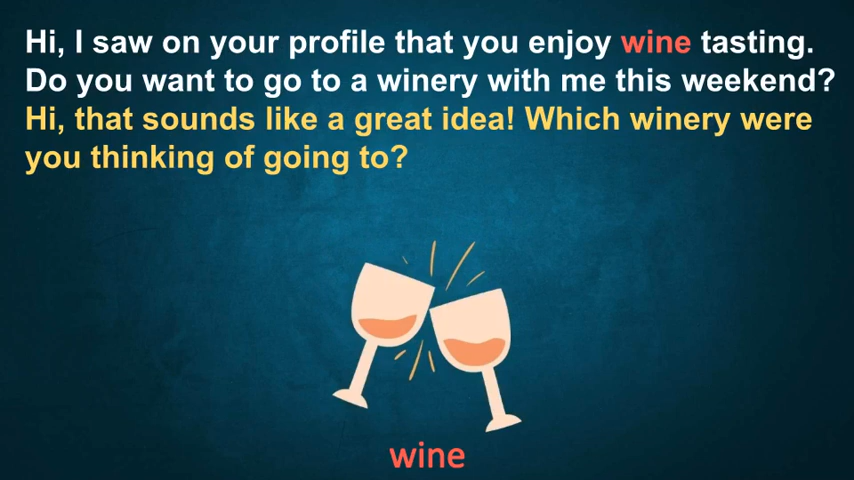 Hi, I saw on your profile that you enjoy wine tasting.
Do you want to go to a winery with me this weekend?
Hi, that sounds like a great idea! Which winery were
you thinking of going to?
wine